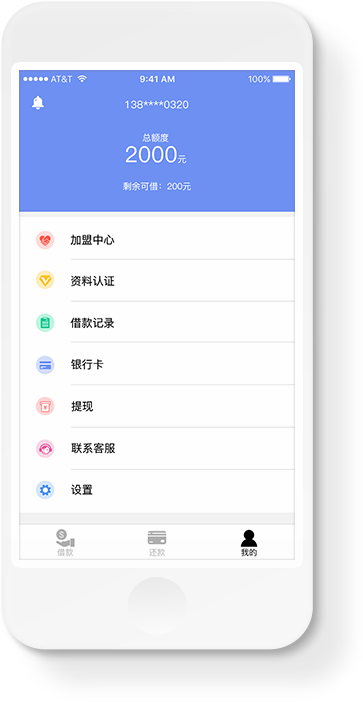 AT&T 9:41 AM 100%
138****0320
总额度
2000元
剩余可借：200元
加盟中心
资料认证
借款记录
银行卡
提现
联系客服
设置
借款 还款 我的